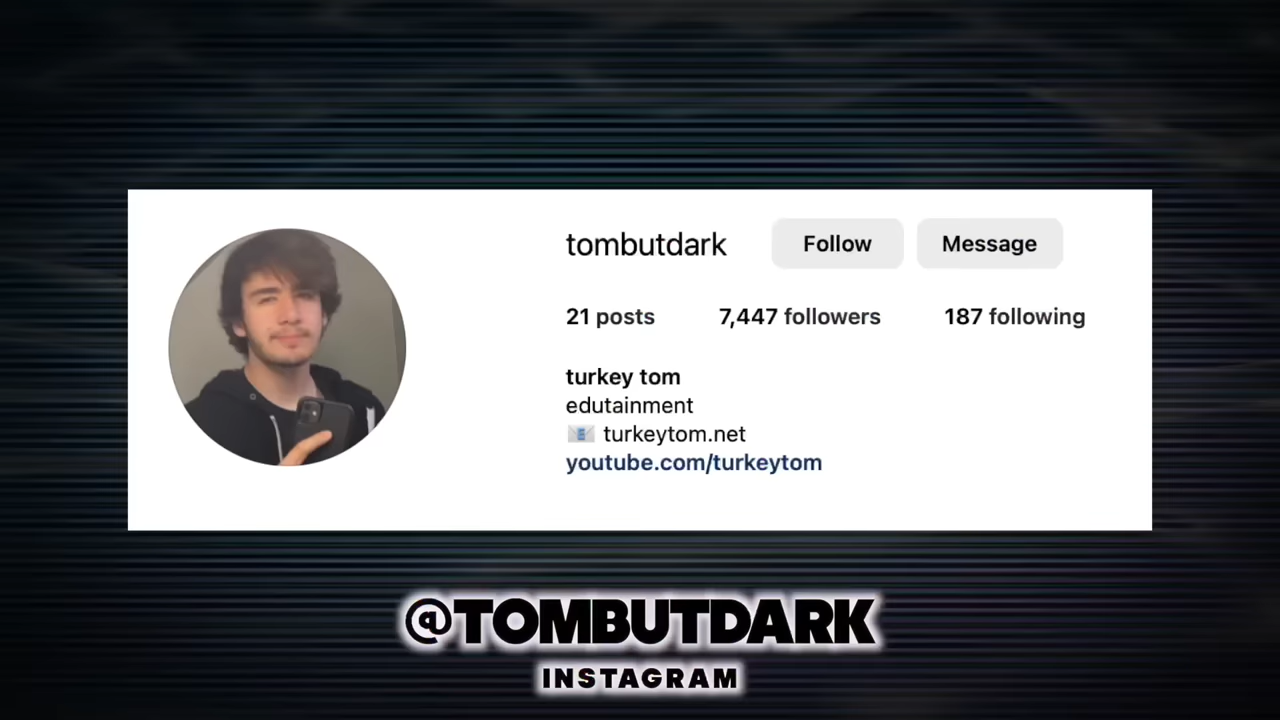 tombutdark Follow Message
21 posts 7,447 followers 187 following
turkey tom
edutainment
📧 turkeytom.net
youtube.com/turkeytom
@TOMBUTDARK
INSTAGRAM